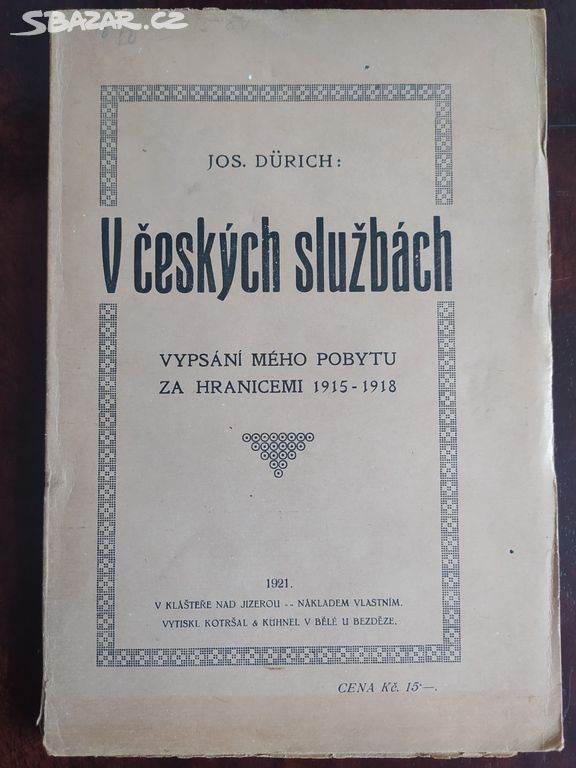 SBAZAR.CZ
JOS. DÜRICH:
V českých službách
VYPSÁNÍ MÉHO POBYTU
ZA HRANICEMI 1915-1918
1921.
V KLÁŠTEŘE NAD JIZEROU -- NÁKLADEM VLASTNÍM.
VYTISKL KOTRŠAL & KÜHNEL V BĚLÉ U BEZDĚZE.
CENA Kč. 15·—.